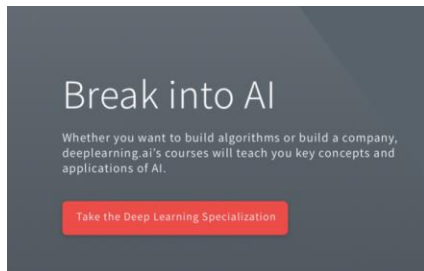 Break into AI
Whether you want to build algorithms or build a company,
deeplearning.ai's courses will teach you key concepts and
applications of AI.
Take the Deep Learning Specialization